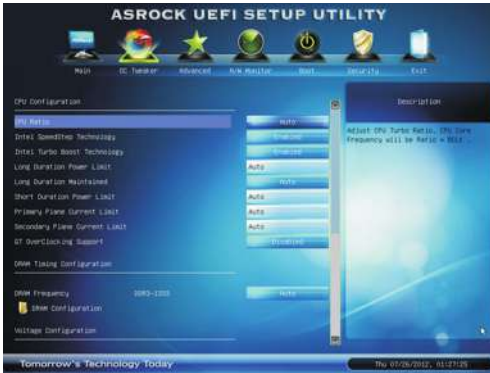 ASROCK UEFI SETUP UTILITY
Main OC Tweaker Advanced H/W Monitor Boot Security Exit
CPU Configuration
Description
CPU Ratio Auto
Adjust CPU Turbo Ratio. CPU Core
Frequency will be Ratio x BCLK .
Intel SpeedStep Technology Enabled
Intel Turbo Boost Technology Enabled
Long Duration Power Limit Auto
Long Duration Maintained Auto
Short Duration Power Limit Auto
Primary Plane Current Limit Auto
Secondary Plane Current Limit Auto
GT OverClocking Support Disabled
DRAM Timing Configuration
DRAM Frequency Auto
DRAM Configuration
Voltage Configuration
Tomorrow's Technology Today
Thu 07/26/2012, 01:27:25